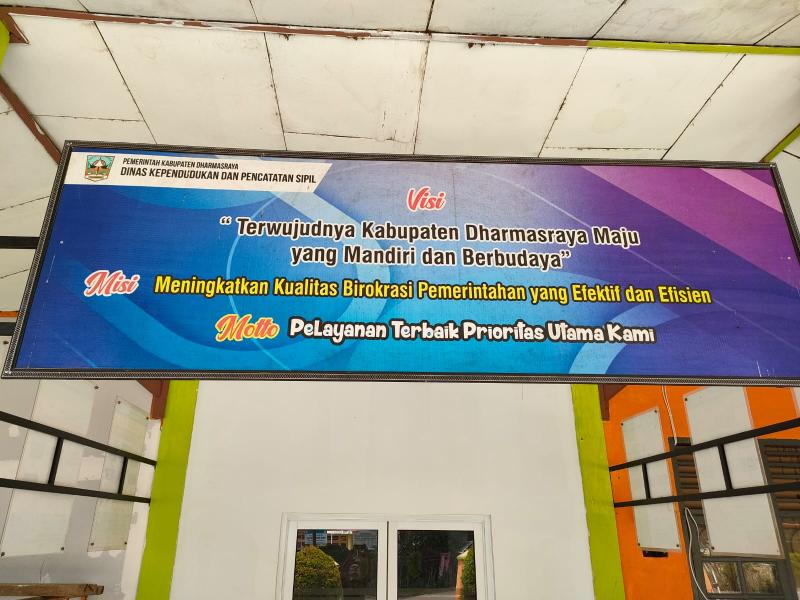 PEMERINTAH KABUPATEN DHARMASRAYA
DINAS KEPENDUDUKAN DAN PENCATATAN SIPIL
Visi
“ Terwujudnya Kabupaten Dharmasraya Maju
yang Mandiri dan Berbudaya”
Misi Meningkatkan Kualitas Birokrasi Pemerintahan yang Efektif dan Efisien
Motto Pelayanan Terbaik Prioritas Utama Kami